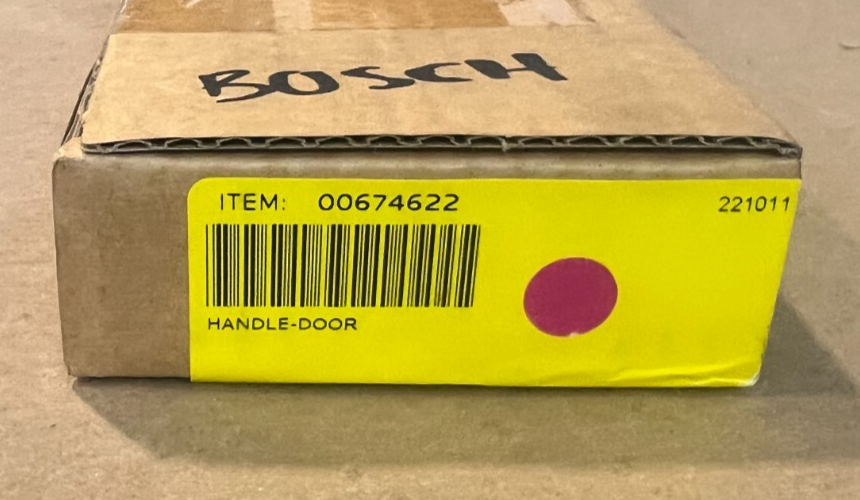 BOSCH
ITEM: 00674622
221011
HANDLE-DOOR